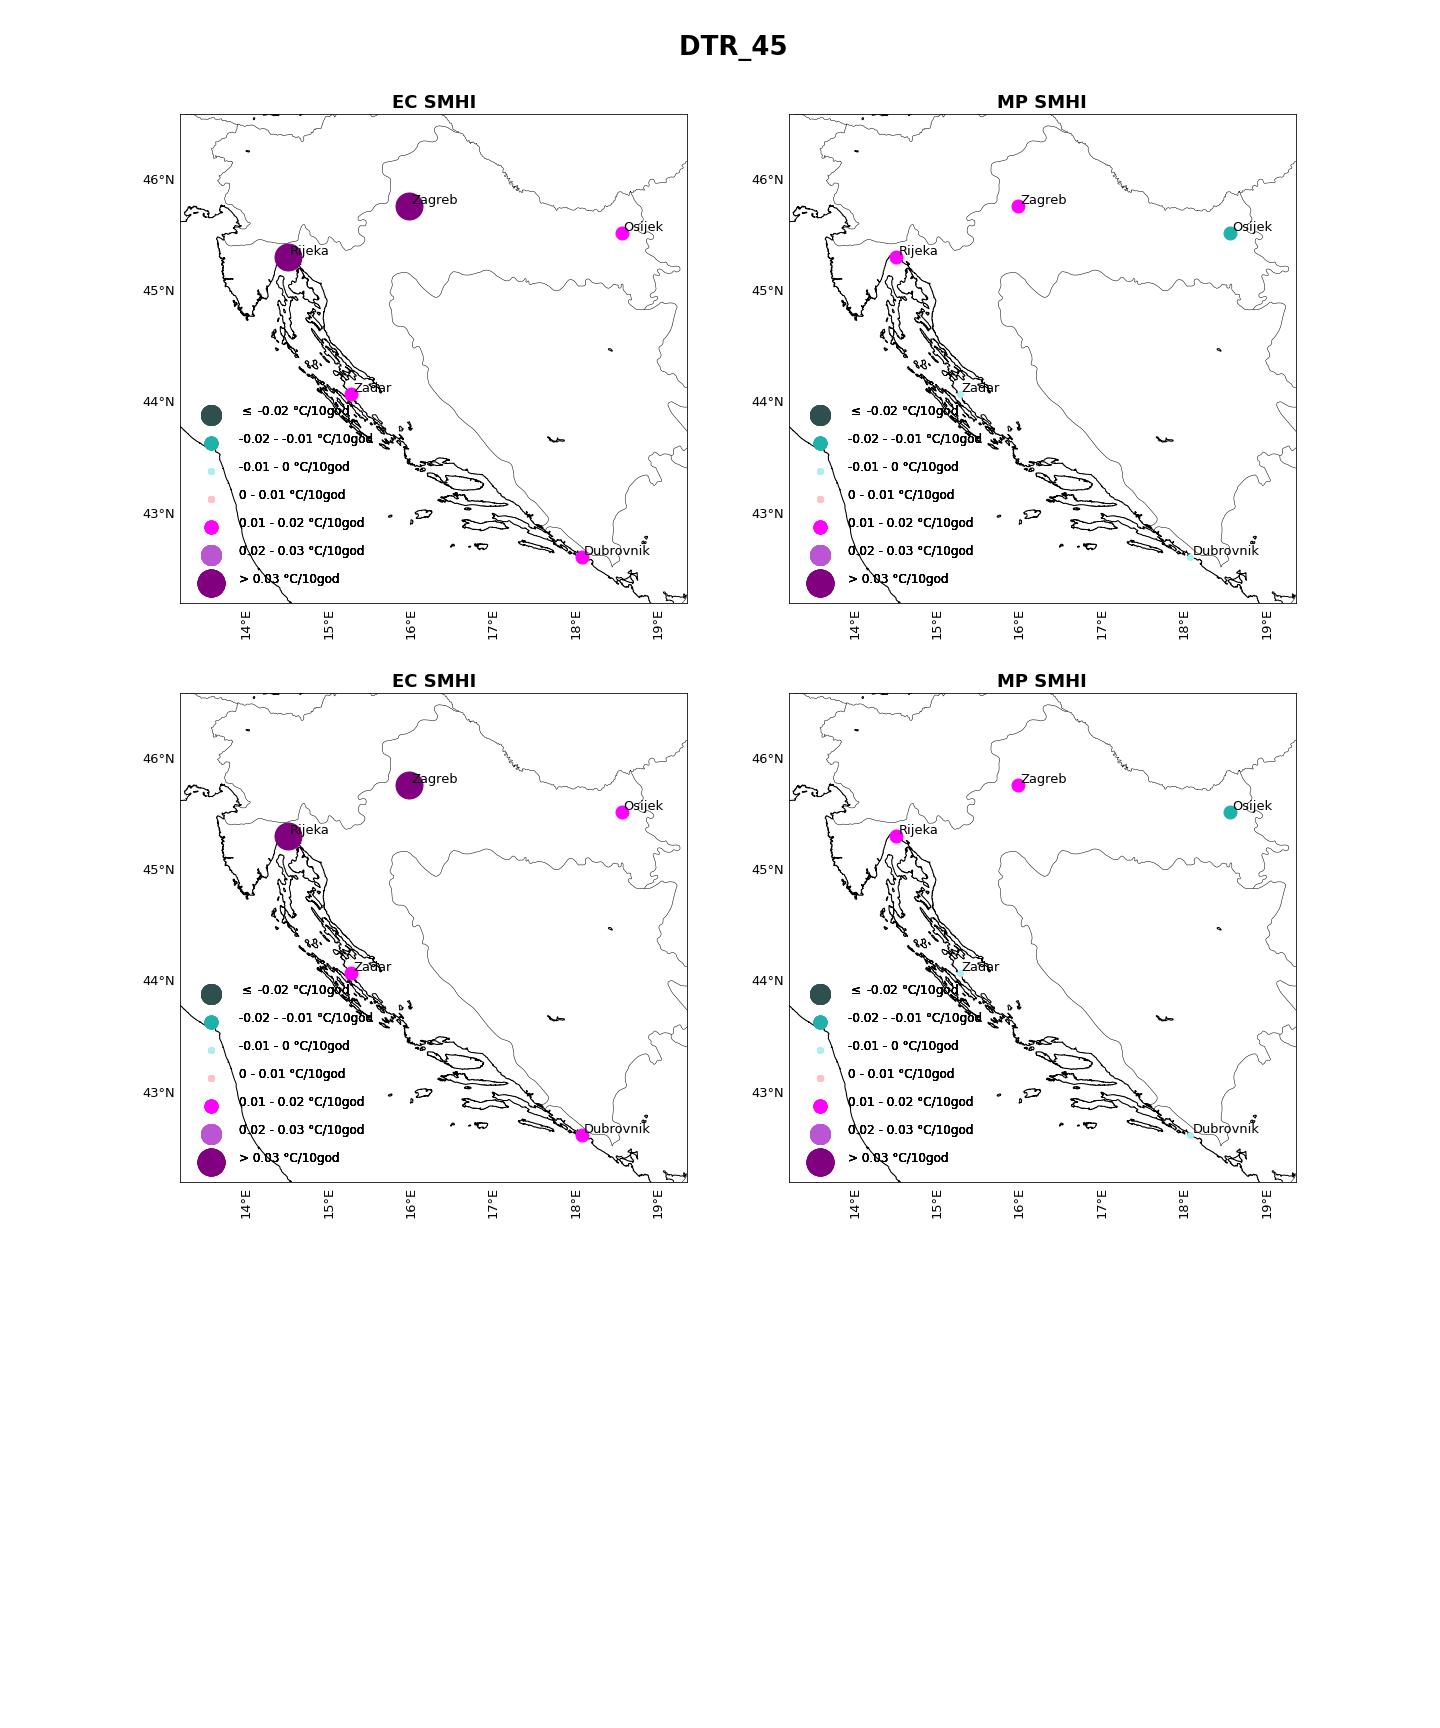 DTR_45
EC SMHI
46°N
45°N
44°N
43°N
Zagreb
Osijek
Rijeka
Zadar
Dubrovnik
≤ -0.02 °C/10god
-0.02 - -0.01 °C/10god
-0.01 - 0 °C/10god
0 - 0.01 °C/10god
0.01 - 0.02 °C/10god
0.02 - 0.03 °C/10god
> 0.03 °C/10god
14°E
15°E
16°E
17°E
18°E
19°E
MP SMHI
46°N
45°N
44°N
43°N
Zagreb
Osijek
Rijeka
Zadar
Dubrovnik
≤ -0.02 °C/10god
-0.02 - -0.01 °C/10god
-0.01 - 0 °C/10god
0 - 0.01 °C/10god
0.01 - 0.02 °C/10god
0.02 - 0.03 °C/10god
> 0.03 °C/10god
14°E
15°E
16°E
17°E
18°E
19°E
EC SMHI
46°N
45°N
44°N
43°N
Zagreb
Osijek
Rijeka
Zadar
Dubrovnik
≤ -0.02 °C/10god
-0.02 - -0.01 °C/10god
-0.01 - 0 °C/10god
0 - 0.01 °C/10god
0.01 - 0.02 °C/10god
0.02 - 0.03 °C/10god
> 0.03 °C/10god
14°E
15°E
16°E
17°E
18°E
19°E
MP SMHI
46°N
45°N
44°N
43°N
Zagreb
Osijek
Rijeka
Zadar
Dubrovnik
≤ -0.02 °C/10god
-0.02 - -0.01 °C/10god
-0.01 - 0 °C/10god
0 - 0.01 °C/10god
0.01 - 0.02 °C/10god
0.02 - 0.03 °C/10god
> 0.03 °C/10god
14°E
15°E
16°E
17°E
18°E
19°E